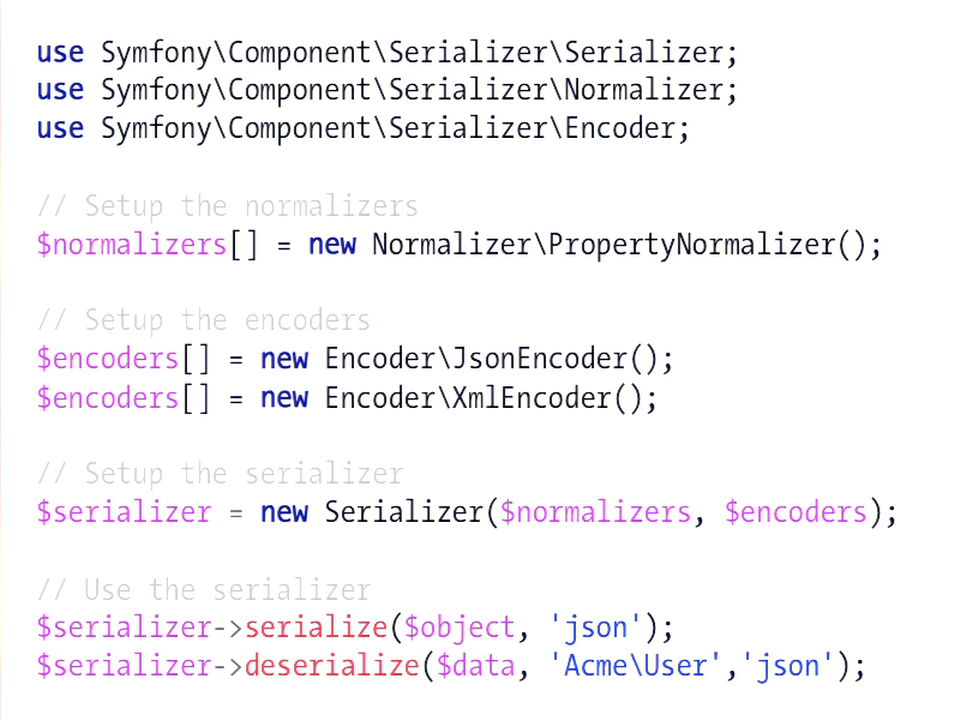 use Symfony\Component\Serializer\Serializer;
use Symfony\Component\Serializer\Normalizer;
use Symfony\Component\Serializer\Encoder;
// Setup the normalizers
$normalizers[] = new Normalizer\PropertyNormalizer();
// Setup the encoders
$encoders[] = new Encoder\JsonEncoder();
$encoders[] = new Encoder\XmlEncoder();
// Setup the serializer
$serializer = new Serializer($normalizers, $encoders);
// Use the serializer
$serializer->serialize($object, 'json');
$serializer->deserialize($data, 'Acme\User','json');